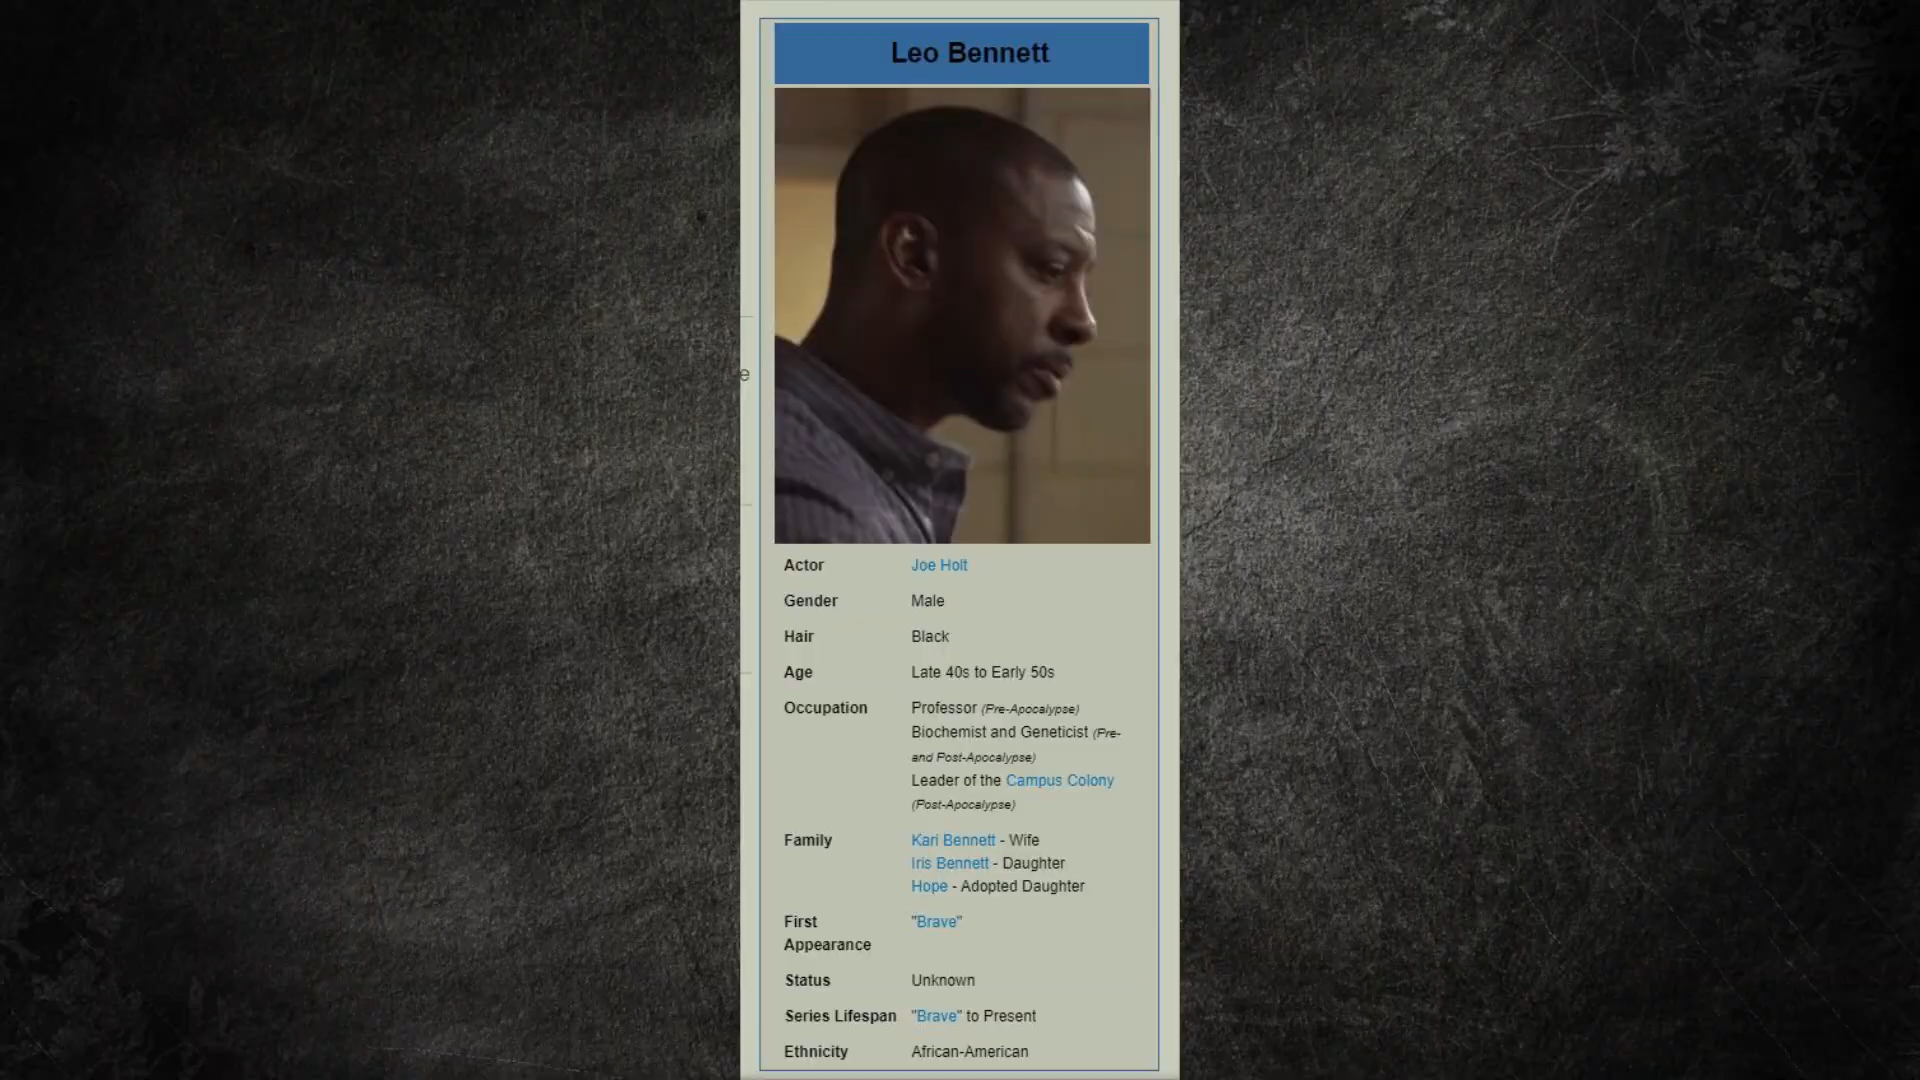 Leo Bennett
e
Actor Joe Holt
Gender Male
Hair Black
Age Late 40s to Early 50s
Occupation Professor (Pre-Apocalypse)
Biochemist and Geneticist (Pre-
and Post-Apocalypse)
Leader of the Campus Colony
(Post-Apocalypse)
Family Kari Bennett - Wife
Iris Bennett - Daughter
Hope - Adopted Daughter
First "Brave"
Appearance
Status Unknown
Series Lifespan "Brave" to Present
Ethnicity African-American